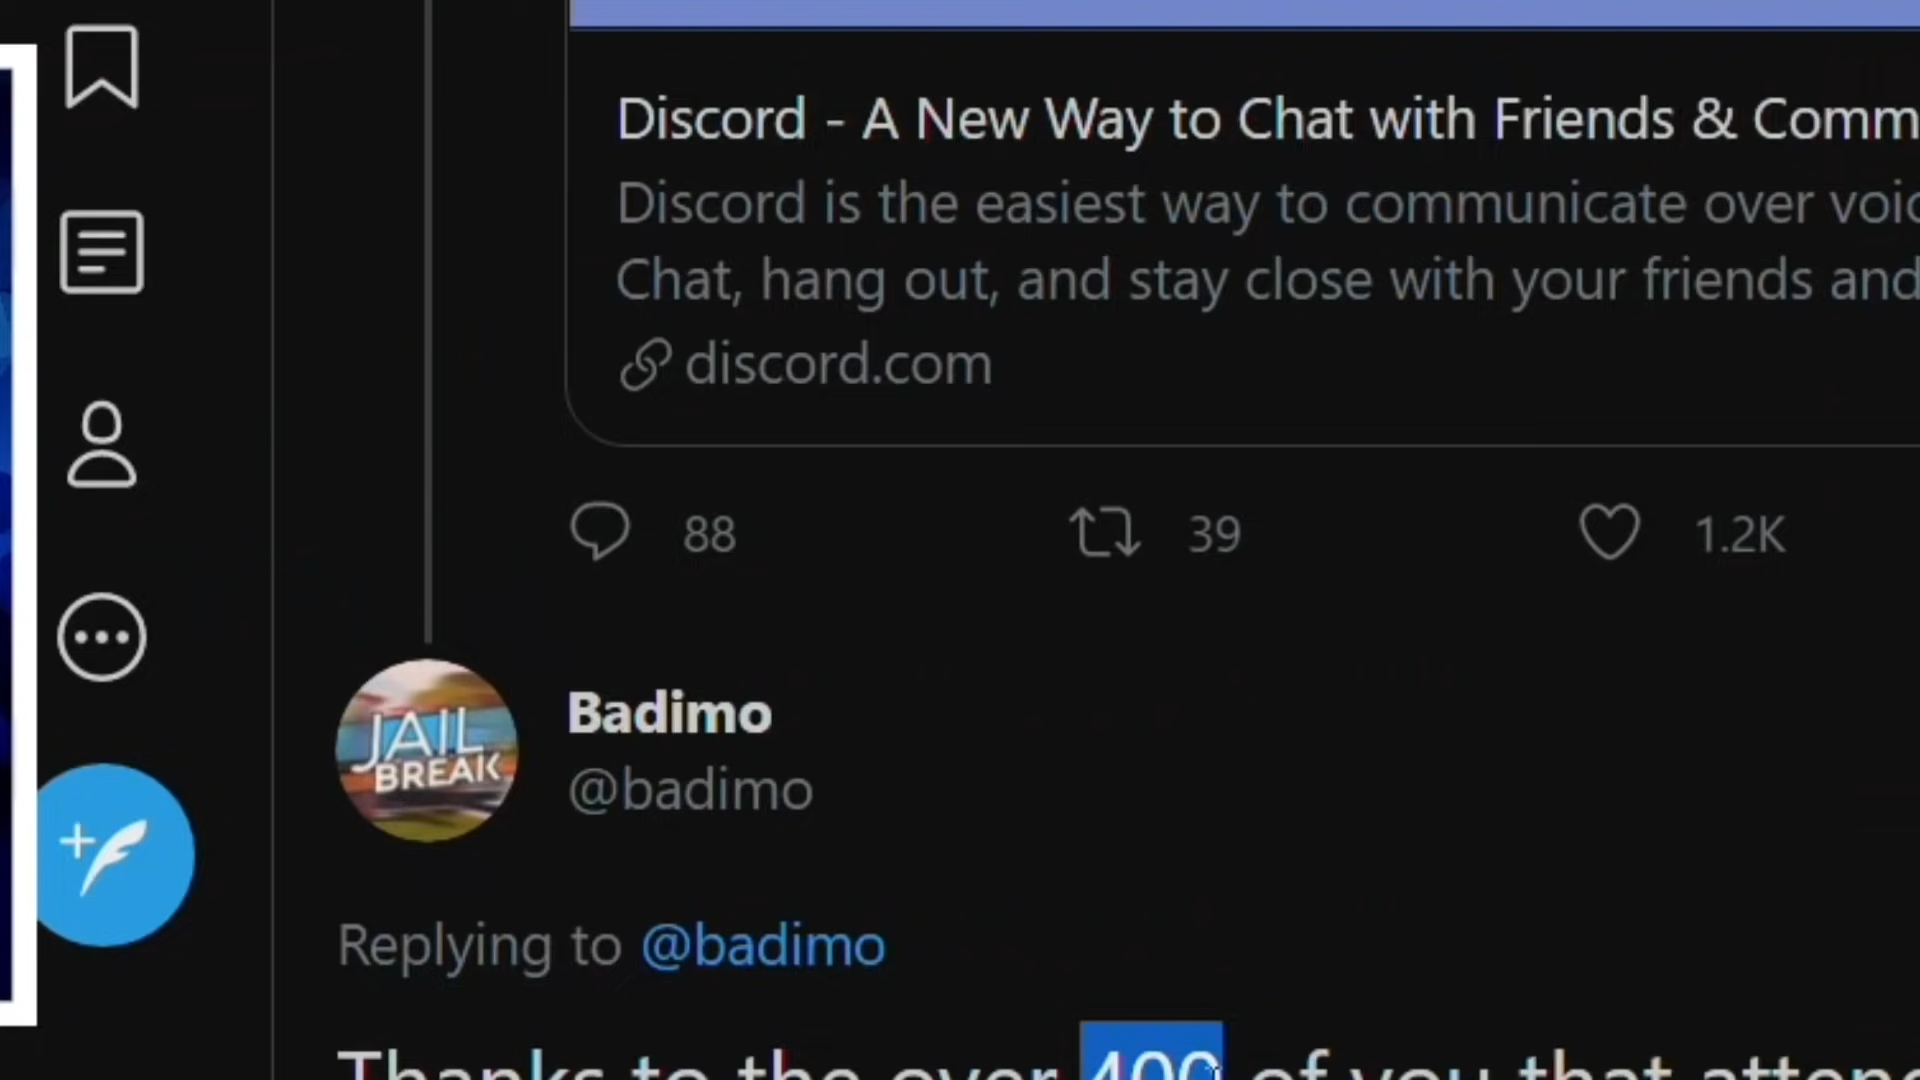 Discord - A New Way to Chat with Friends & Comm
Discord is the easiest way to communicate over voic
Chat, hang out, and stay close with your friends and
discord.com
88 39 1.2K
JAIL
BREAK
Badimo
@badimo
Replying to @badimo
Thanks to the over 400 of you that atten